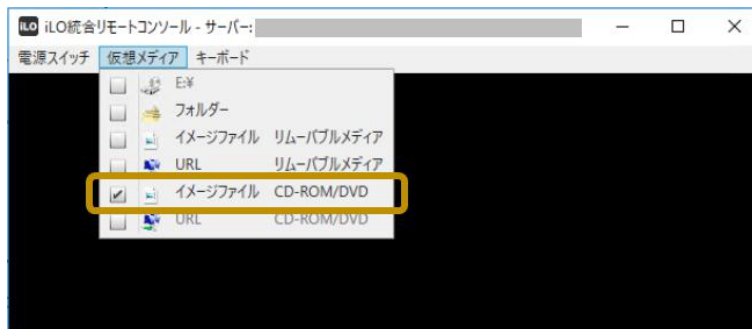 iLO iLO統合リモートコンソール - サーバー:
電源スイッチ 仮想メディア キーボード
E:¥
フォルダー
イメージファイル リムーバブルメディア
URL リムーバブルメディア
イメージファイル CD-ROM/DVD
URL CD-ROM/DVD